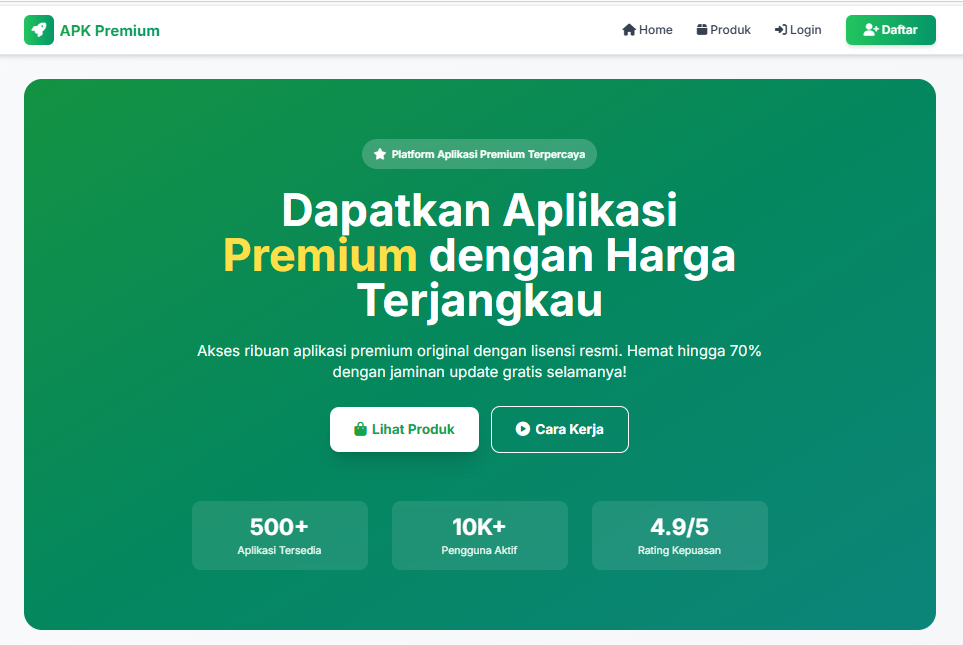 APK Premium
Home
Produk
Login
Daftar
Platform Aplikasi Premium Terpercaya
Dapatkan Aplikasi
Premium dengan Harga
Terjangkau
Akses ribuan aplikasi premium original dengan lisensi resmi. Hemat hingga 70%
dengan jaminan update gratis selamanya!
Lihat Produk
Cara Kerja
500+
Aplikasi Tersedia
10K+
Pengguna Aktif
4.9/5
Rating Kepuasan